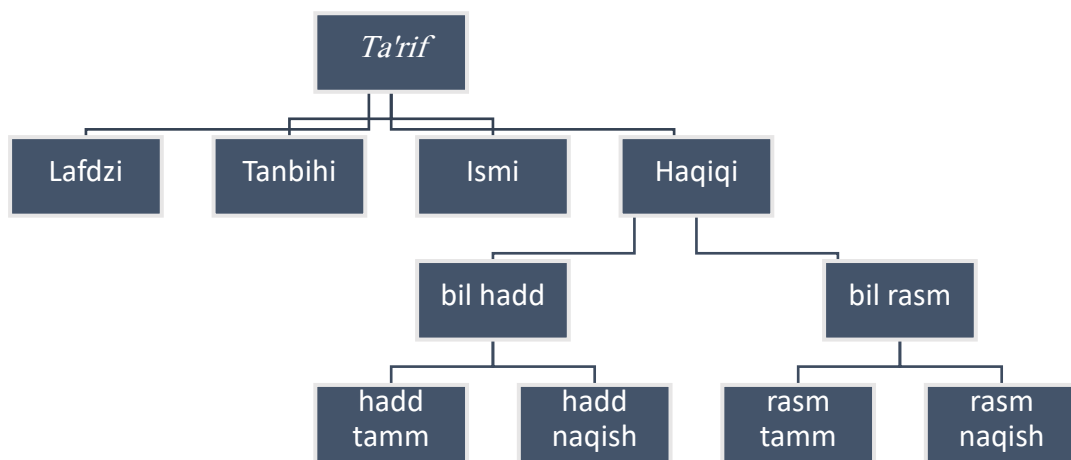 Ta'rif
Lafdzi
Tanbihi
Ismi
Haqiqi
bil hadd
bil rasm
hadd
tamm
hadd
naqish
rasm
tamm
rasm
naqish